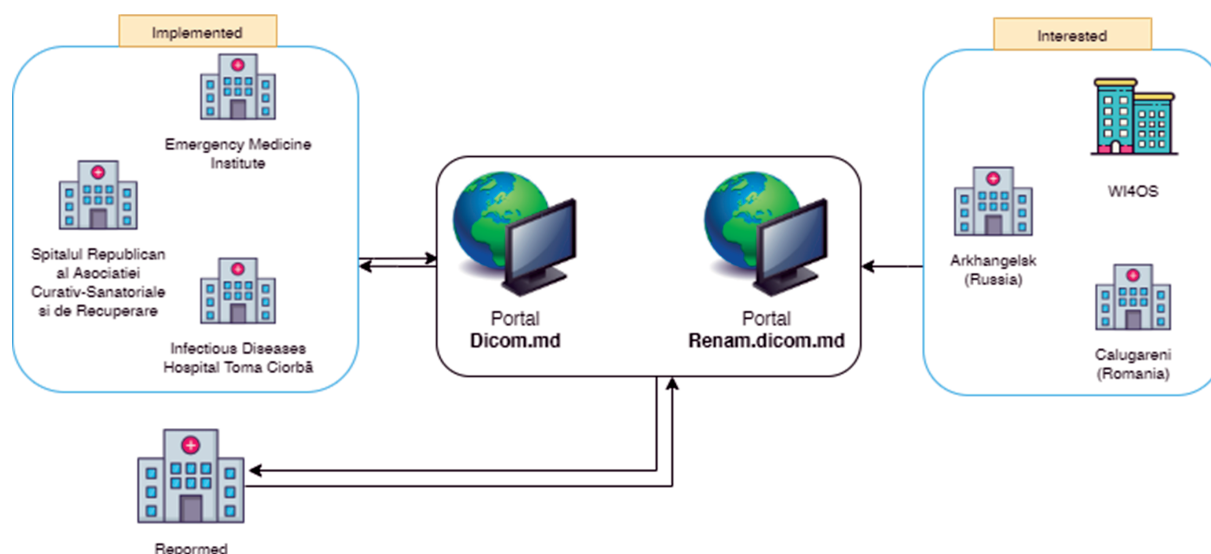 Implemented
Emergency Medicine
Institute
Spitalul Republican
al Asociatiei
Curativ-Sanatoriale
si de Recuperare
Infectious Diseases
Hospital Toma Ciorbă
Portal
Dicom.md
Portal
Renam.dicom.md
Interested
WI4OS
Arkhangelsk
(Russia)
Calugareni
(Romania)
Repormed